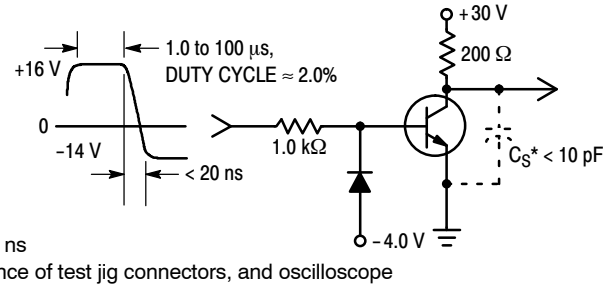 +30 V
1.0 to 100 μs,
DUTY CYCLE ≈ 2.0%
200 Ω
+16 V
0
-14 V
1.0 kΩ
C_S* < 10 pF
< 20 ns
-4.0 V
ns
nce of test jig connectors, and oscilloscope